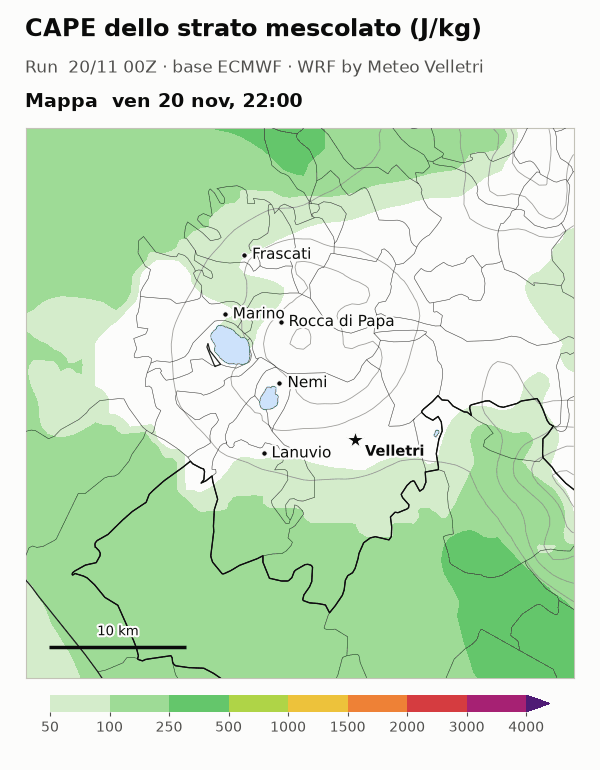 CAPE dello strato mescolato (J/kg)
Run  20/11 00Z · base ECMWF · WRF by Meteo Velletri
Mappa  ven 20 nov, 22:00
Frascati
Marino
Rocca di Papa
Nemi
Velletri
Lanuvio
10 km
50 100 250 500 1000 1500 2000 3000 4000